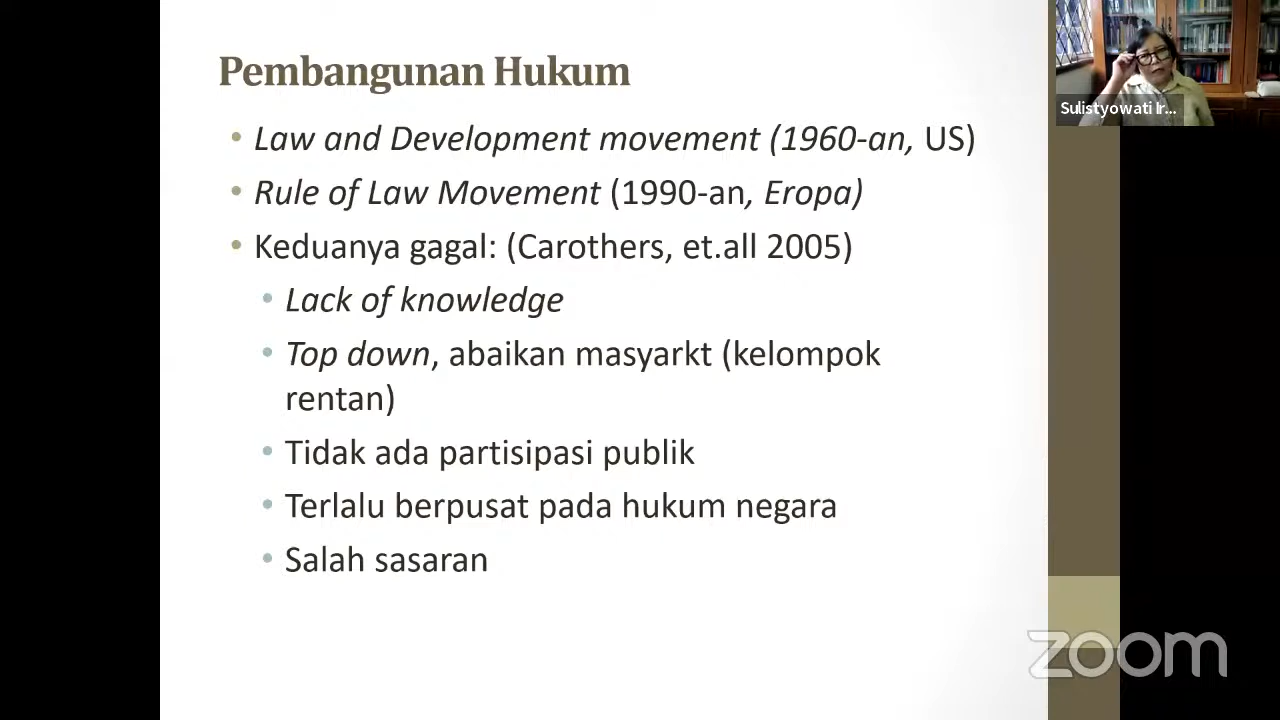 Pembangunan Hukum
• Law and Development movement (1960-an, US)
• Rule of Law Movement (1990-an, Eropa)
• Keduanya gagal: (Carothers, et.all 2005)
• Lack of knowledge
• Top down, abaikan masyarkt (kelompok
rentan)
• Tidak ada partisipasi publik
• Terlalu berpusat pada hukum negara
• Salah sasaran
Sulistyowati Ir...
zoom